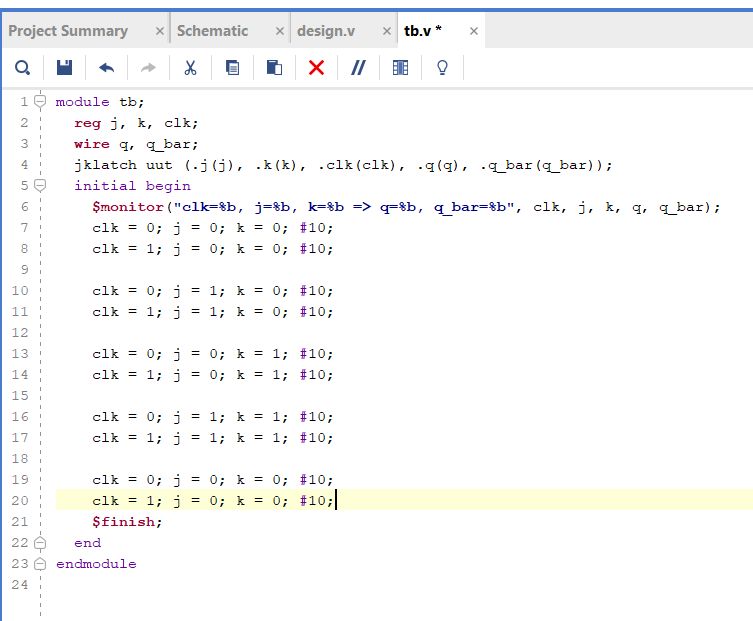 Project Summary × Schematic × design.v × tb.v * ×
1 module tb;
2 reg j, k, clk;
3 wire q, q_bar;
4 jklatch uut (.j(j), .k(k), .clk(clk), .q(q), .q_bar(q_bar));
5 initial begin
6 $monitor("clk=%b, j=%b, k=%b => q=%b, q_bar=%b", clk, j, k, q, q_bar);
7 clk = 0; j = 0; k = 0; #10;
8 clk = 1; j = 0; k = 0; #10;
9
10 clk = 0; j = 1; k = 0; #10;
11 clk = 1; j = 1; k = 0; #10;
12
13 clk = 0; j = 0; k = 1; #10;
14 clk = 1; j = 0; k = 1; #10;
15
16 clk = 0; j = 1; k = 1; #10;
17 clk = 1; j = 1; k = 1; #10;
18
19 clk = 0; j = 0; k = 0; #10;
20 clk = 1; j = 0; k = 0; #10;
21 $finish;
22 end
23 endmodule
24